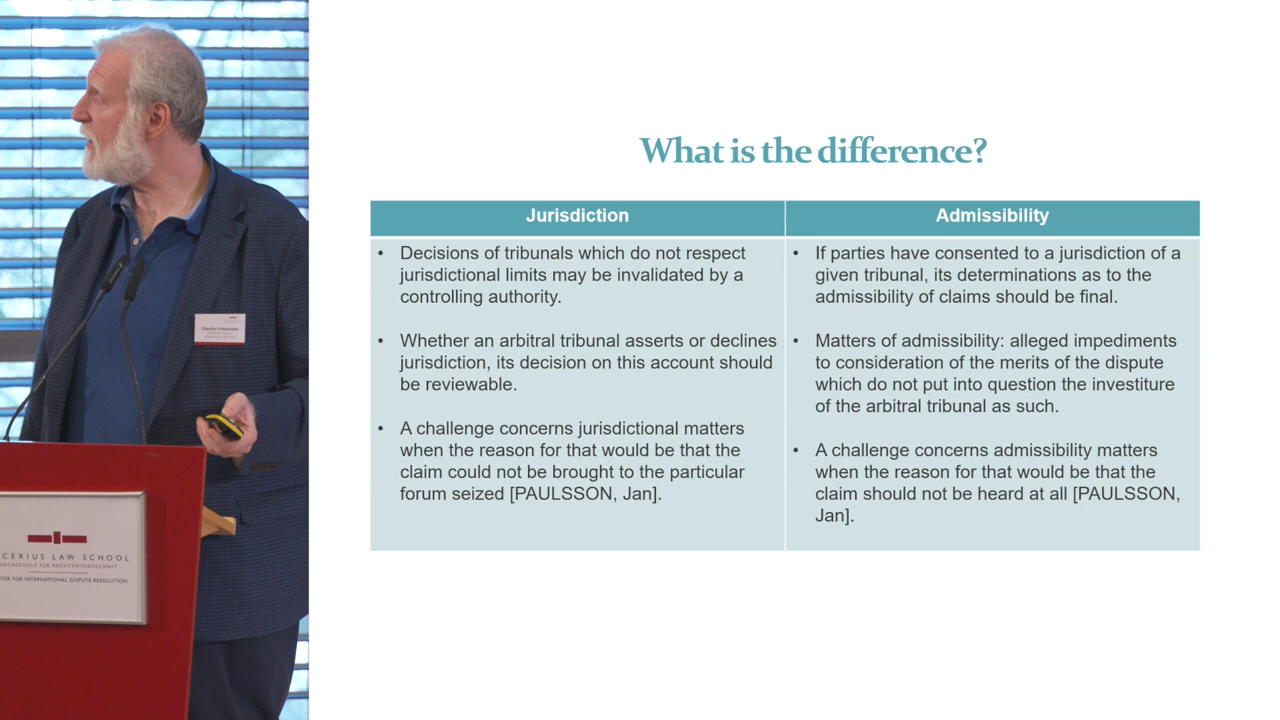 What is the difference?
Jurisdiction
Admissibility
• Decisions of tribunals which do not respect
jurisdictional limits may be invalidated by a
controlling authority.
• Whether an arbitral tribunal asserts or declines
jurisdiction, its decision on this account should
be reviewable.
• A challenge concerns jurisdictional matters
when the reason for that would be that the
claim could not be brought to the particular
forum seized [PAULSSON, Jan].
• If parties have consented to a jurisdiction of a
given tribunal, its determinations as to the
admissibility of claims should be final.
• Matters of admissibility: alleged impediments
to consideration of the merits of the dispute
which do not put into question the investiture
of the arbitral tribunal as such.
• A challenge concerns admissibility matters
when the reason for that would be that the
claim should not be heard at all [PAULSSON,
Jan].
CERIUS LAW SCHOOL
HOCHSCHULE FÜR RECHTSWISSENSCHAFT
TER FOR INTERNATIONAL DISPUTE RESOLUTION